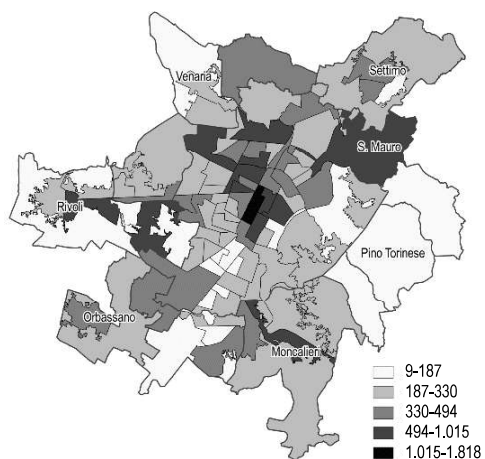 Venaria
Settimo
S. Mauro
Rivoli
Pino Torinese
Orbassano
Moncalieri
9-187
187-330
330-494
494-1.015
1.015-1.818